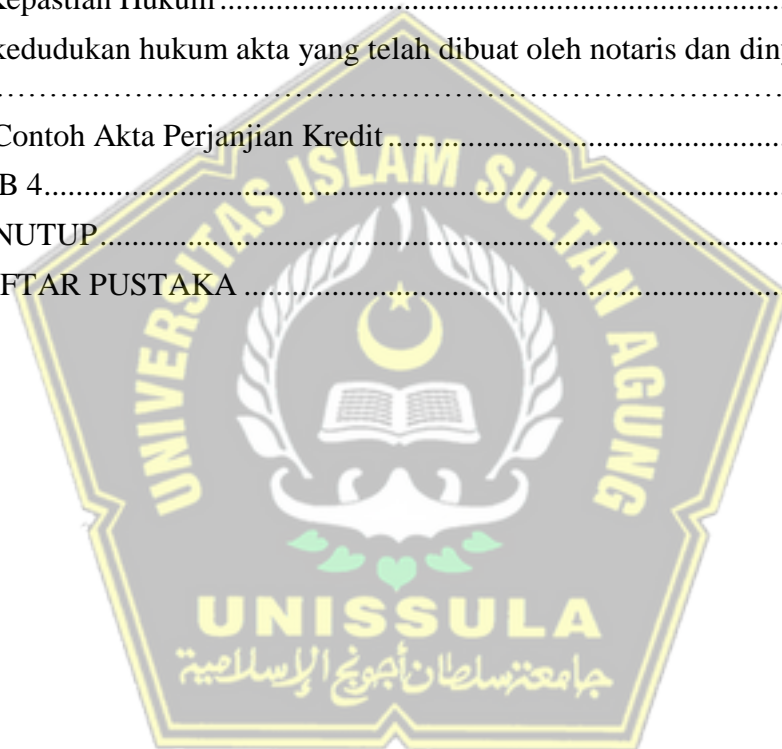 Kepastian Hukum................................................................
kedudukan hukum akta yang telah dibuat oleh notaris dan din
................................................................
Contoh Akta Perjanjian Kredit................................................................
B 4................................................................
NUTUP................................................................
FTAR PUSTAKA ................................................................
UNIVERSITAS ISLAM SULTAN AGUNG
UNISSULA
جامعة سلطان أجونج الإسلامية